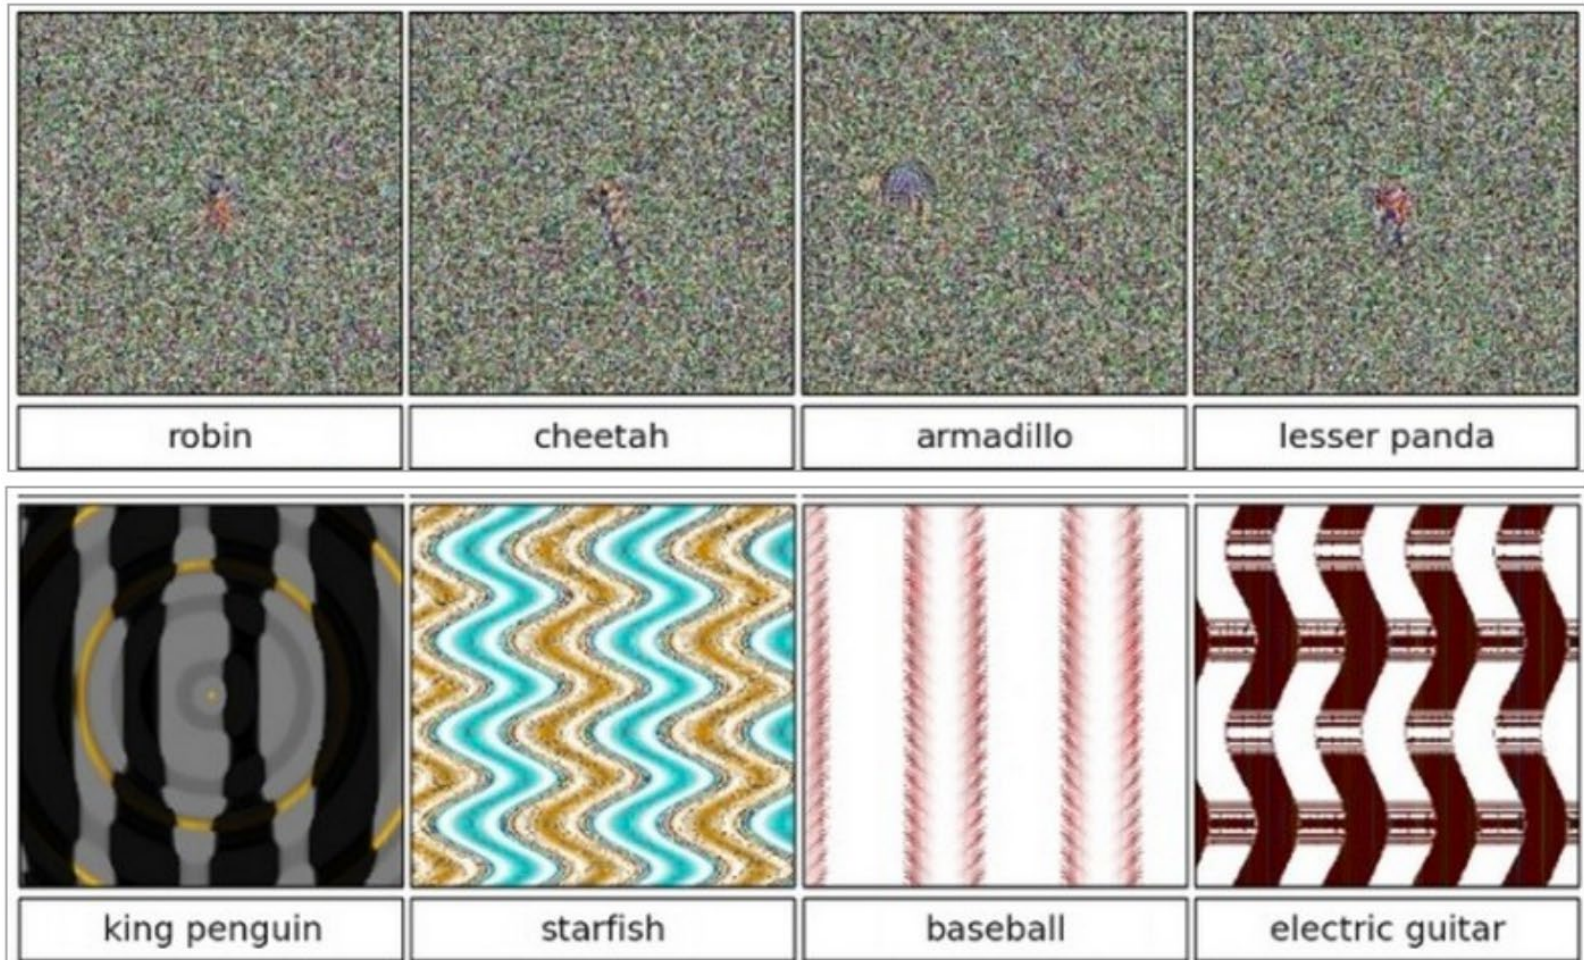 robin
cheetah
armadillo
lesser panda
king penguin
starfish
baseball
electric guitar